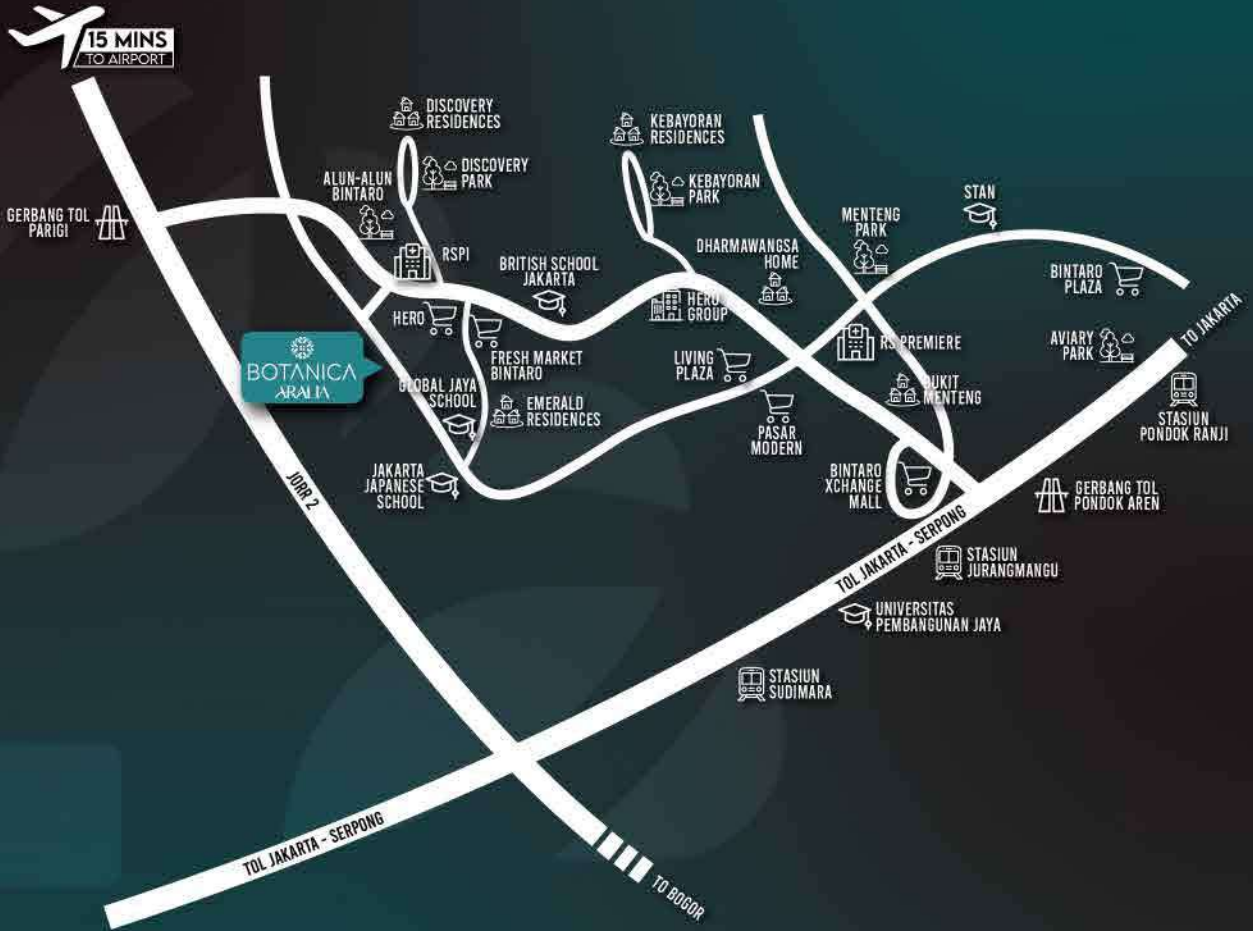 15 MINS
TO AIRPORT
DISCOVERY
RESIDENCES
KEBAYORAN
RESIDENCES
ALUN-ALUN
BINTARO
DISCOVERY
PARK
KEBAYORAN
PARK
STAN
GERBANG TOL
PARIGI
MENTENG
PARK
RSPI
BRITISH SCHOOL
JAKARTA
DHARMAWANGSA
HOME
BINTARO
PLAZA
HERO
HERO
GROUP
TO JAKARTA
FRESH MARKET
BINTARO
LIVING
PLAZA
RS PREMIERE
AVIARY
PARK
BOTANICA
ARALIA
GLOBAL JAYA
SCHOOL
EMERALD
RESIDENCES
BUKIT
MENTENG
PASAR
MODERN
STASIUN
PONDOK RANJI
JAKARTA
JAPANESE
SCHOOL
BINTARO
XCHANGE
MALL
JORR 2
GERBANG TOL
PONDOK AREN
TOL JAKARTA - SERPONG
STASIUN
JURANGMANGU
UNIVERSITAS
PEMBANGUNAN JAYA
STASIUN
SUDIMARA
TOL JAKARTA - SERPONG
TO BOGOR